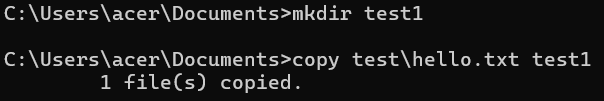 C:\Users\acer\Documents>mkdir test1
C:\Users\acer\Documents>copy test\hello.txt test1
1 file(s) copied.